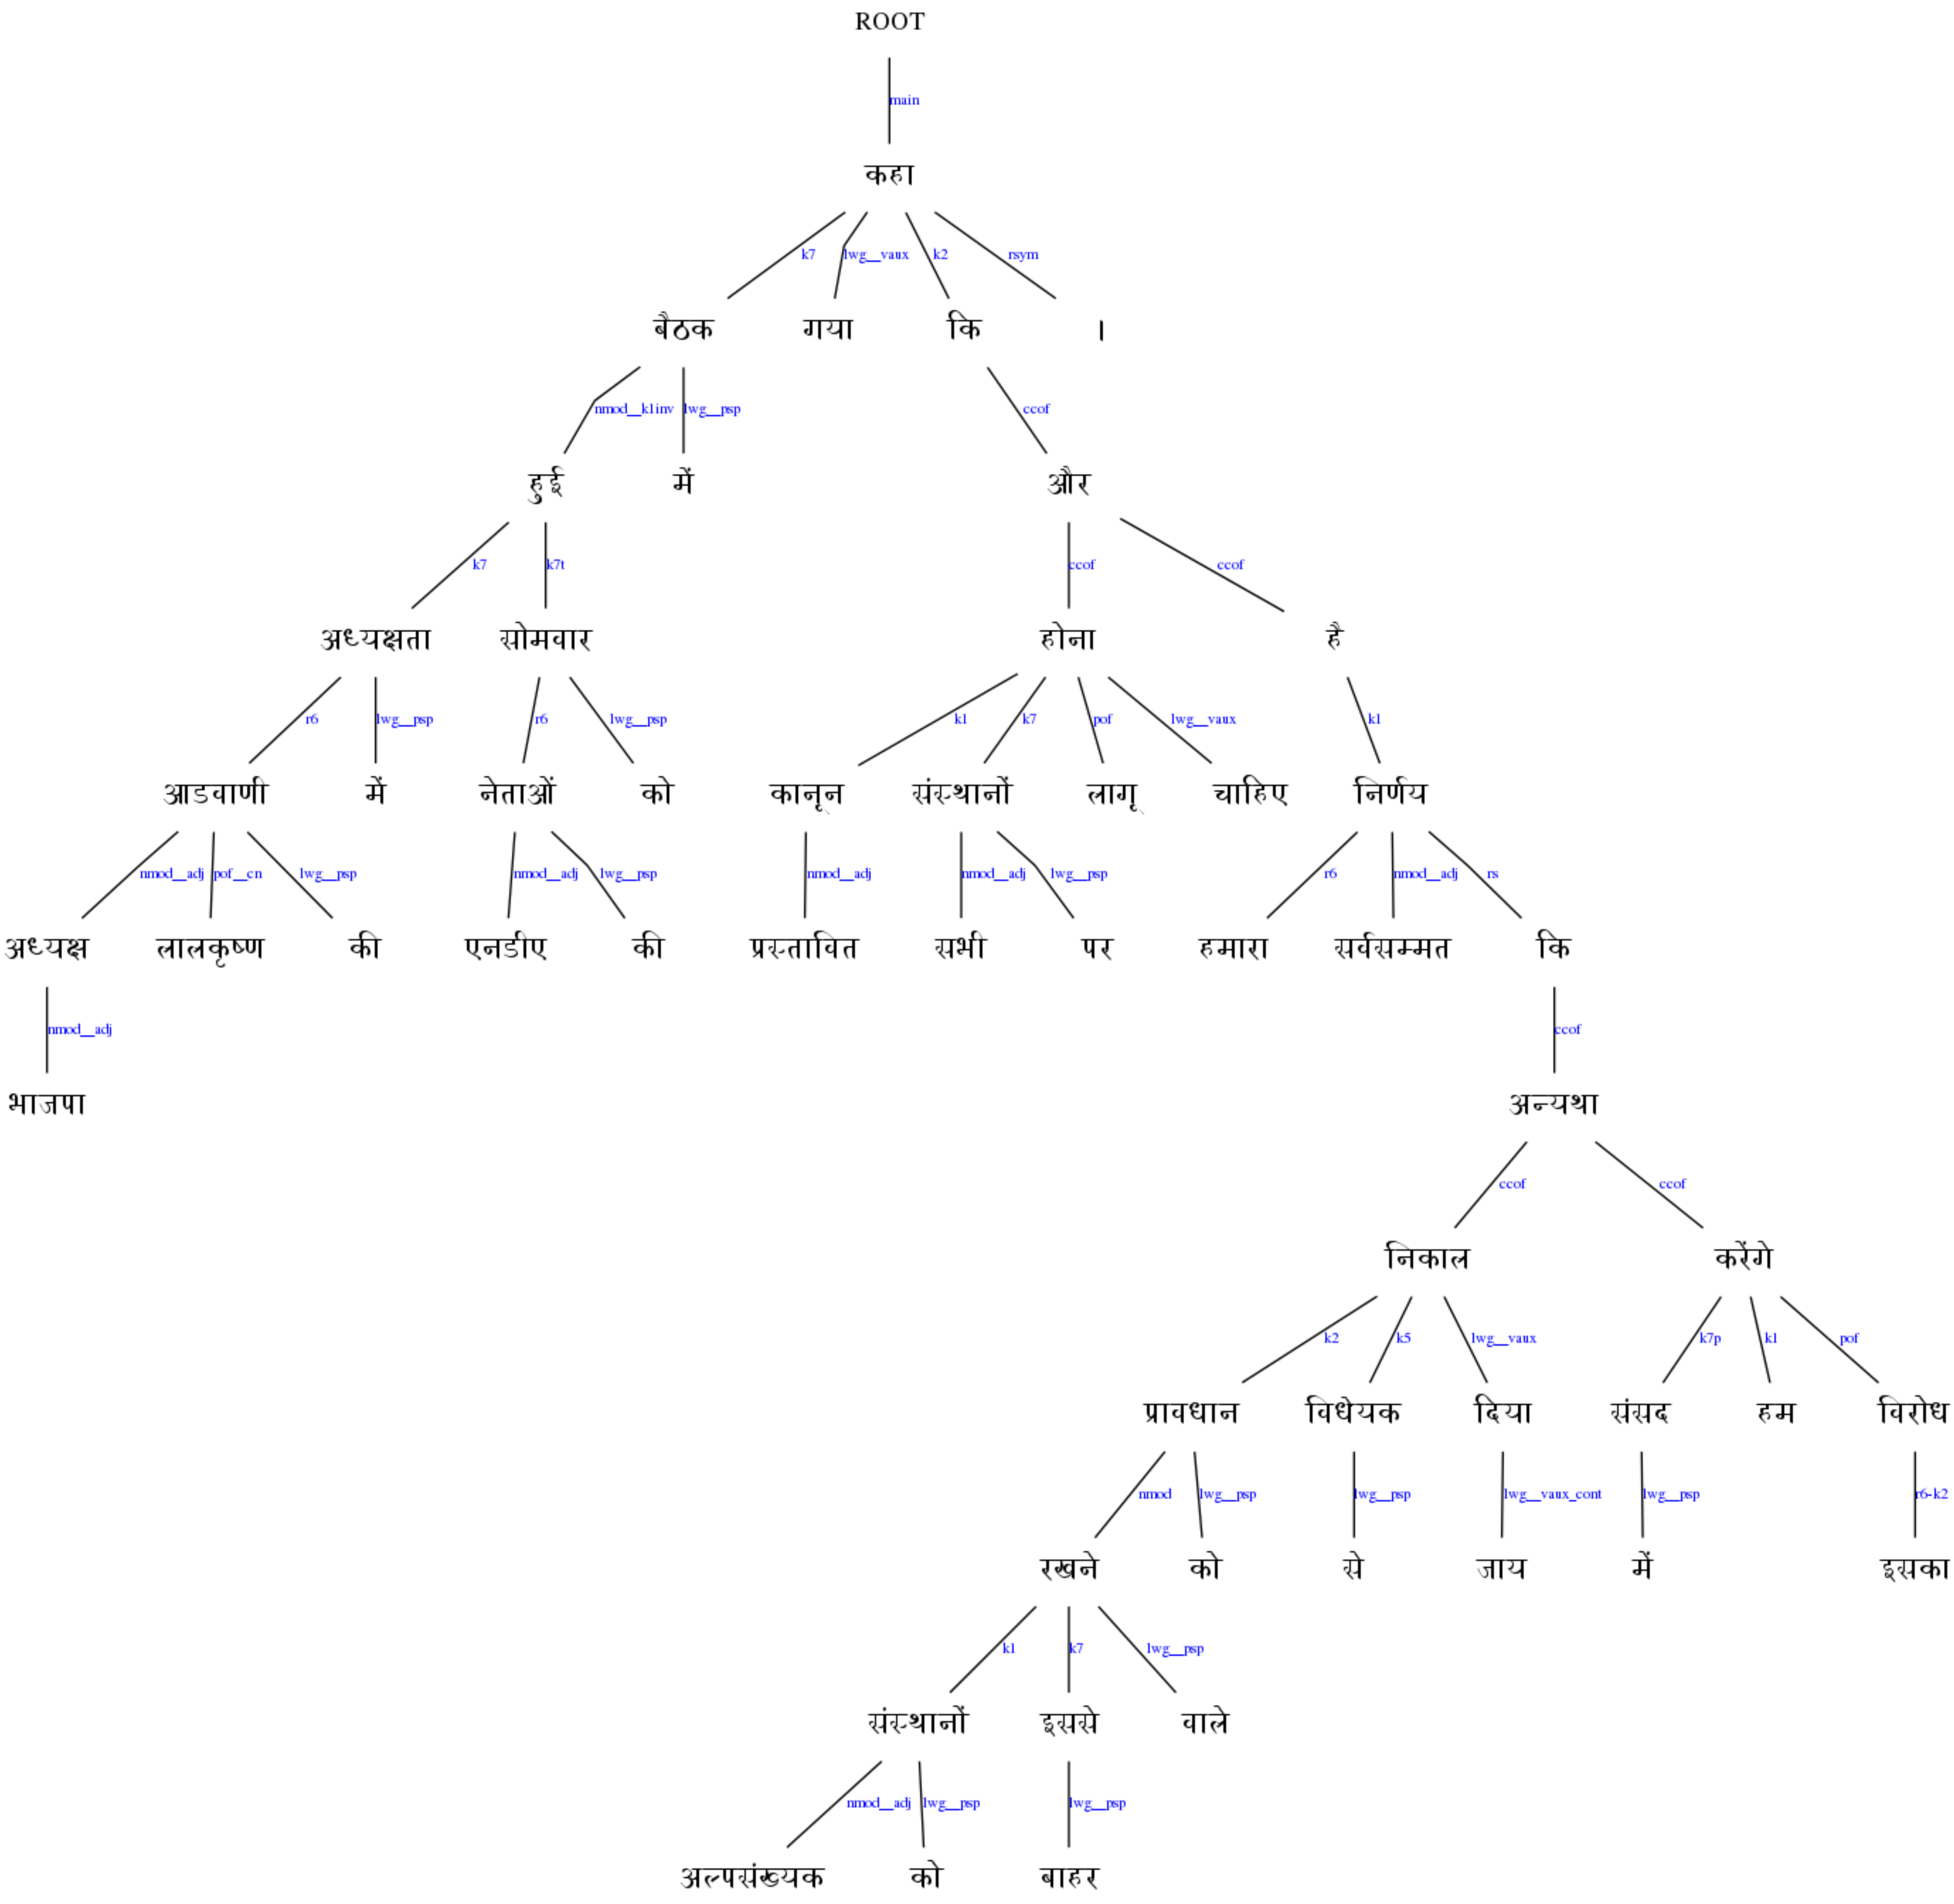 ROOT
main
कहा
k7 lwg__vaux k2 rsym
बैठक गया कि ।
nmod__k1inv lwg__psp ccof
हुई में और
k7 k7t ccof ccof
अध्यक्षता सोमवार होना है
r6 lwg__psp r6 lwg__psp k1 k7 pof lwg__vaux k1
आडवाणी में नेताओं को कानून संस्थानों लागू चाहिए निर्णय
nmod__adj pof__cn lwg__psp nmod__adj lwg__psp nmod__adj nmod__adj lwg__psp r6 nmod__adj rs
अध्यक्ष लालकृष्ण की एनडीए की प्रस्तावित सभी पर हमारा सर्वसम्मत कि
nmod__adj ccof
भाजपा अन्यथा
ccof ccof
निकाल करेंगे
k2 k5 lwg__vaux k7p k1 pof
प्रावधान विधेयक दिया संसद हम विरोध
nmod lwg__psp lwg__psp lwg__vaux_cont lwg__psp r6-k2
रखने को से जाय में इसका
k1 k7 lwg__psp
संस्थानों इससे वाले
nmod__adj lwg__psp lwg__psp
अल्पसंख्यक को बाहर